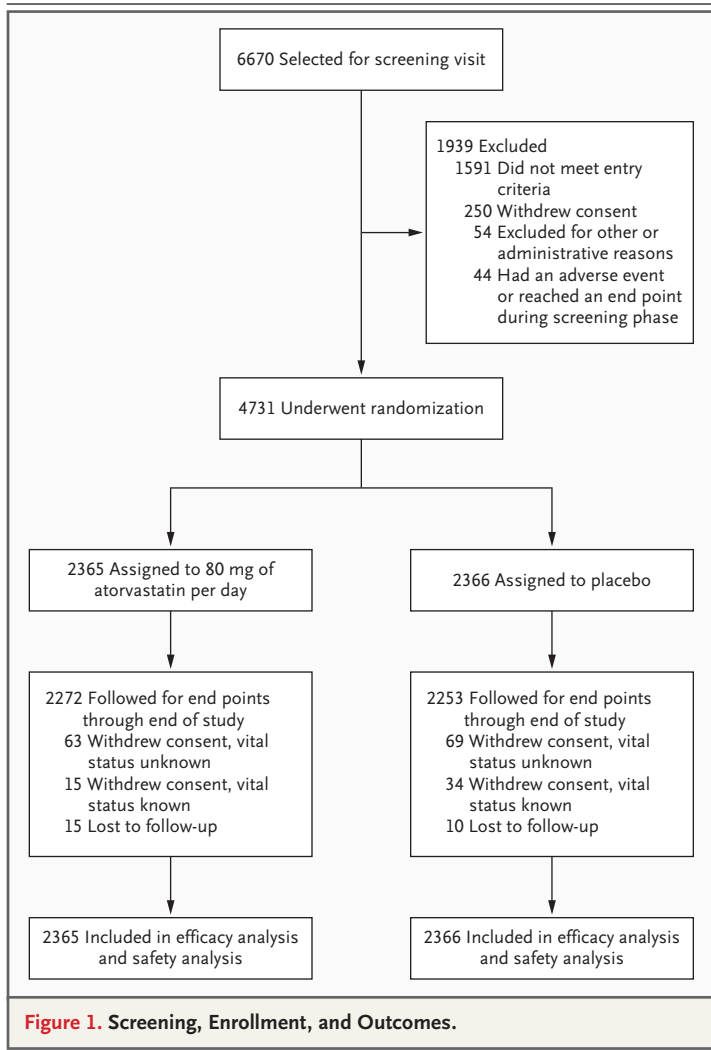 6670 Selected for screening visit
1939 Excluded
1591 Did not meet entry
criteria
250 Withdrew consent
54 Excluded for other or
administrative reasons
44 Had an adverse event
or reached an end point
during screening phase
4731 Underwent randomization
2365 Assigned to 80 mg of
atorvastatin per day
2366 Assigned to placebo
2272 Followed for end points
through end of study
63 Withdrew consent, vital
status unknown
15 Withdrew consent, vital
status known
15 Lost to follow-up
2253 Followed for end points
through end of study
69 Withdrew consent, vital
status unknown
34 Withdrew consent, vital
status known
10 Lost to follow-up
2365 Included in efficacy analysis
and safety analysis
2366 Included in efficacy analysis
and safety analysis
Figure 1. Screening, Enrollment, and Outcomes.